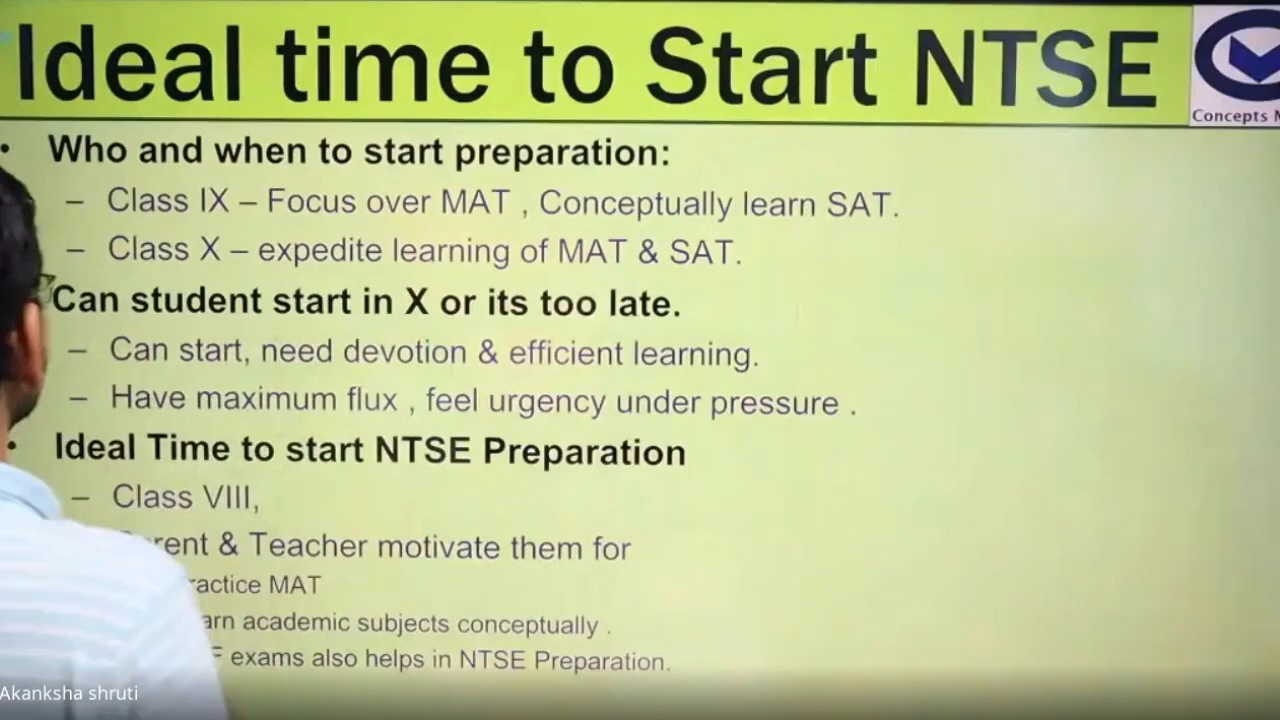 Ideal time to Start NTSE
Concepts
• Who and when to start preparation:
– Class IX – Focus over MAT , Conceptually learn SAT.
– Class X – expedite learning of MAT & SAT.
Can student start in X or its too late.
– Can start, need devotion & efficient learning.
– Have maximum flux , feel urgency under pressure .
• Ideal Time to start NTSE Preparation
– Class VIII,
& Teacher motivate them for
MAT
academic subjects conceptually .
exams also helps in NTSE Preparation.
Akanksha shruti